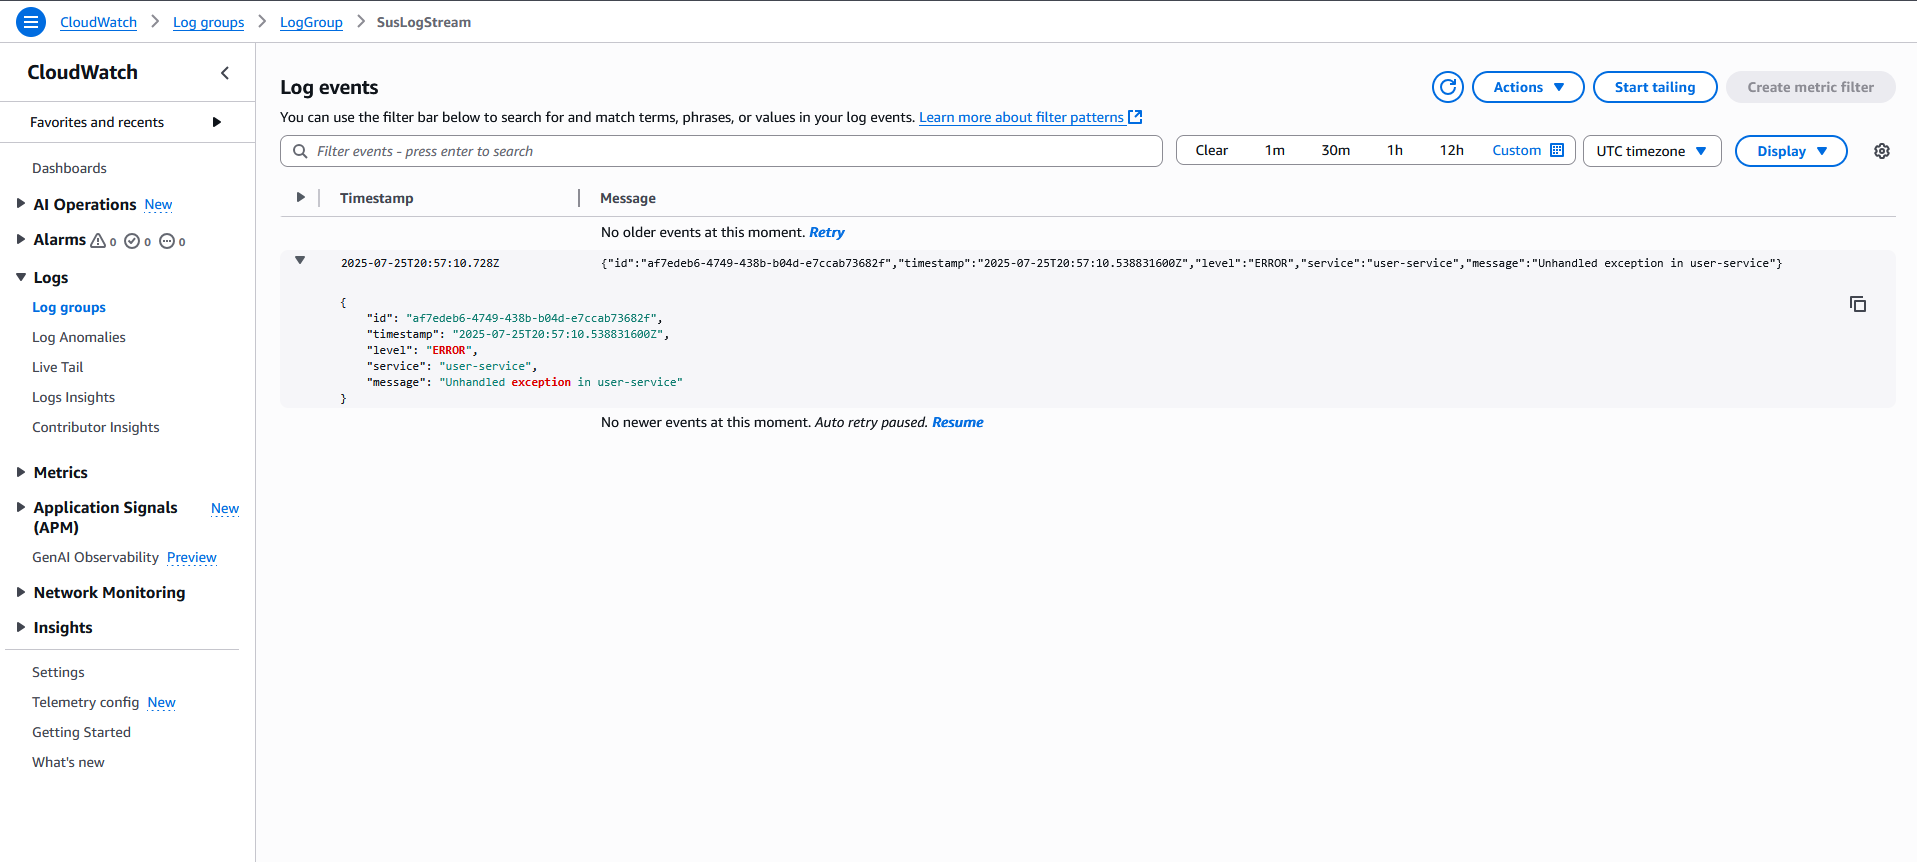 CloudWatch > Log groups > LogGroup > SusLogStream
CloudWatch
Favorites and recents
Dashboards
AI Operations New
Alarms 0 0 0
Logs
Log groups
Log Anomalies
Live Tail
Logs Insights
Contributor Insights
Metrics
Application Signals New
(APM)
GenAI Observability Preview
Network Monitoring
Insights
Settings
Telemetry config New
Getting Started
What's new
Log events
Actions
Start tailing
Create metric filter
You can use the filter bar below to search for and match terms, phrases, or values in your log events. Learn more about filter patterns
Filter events - press enter to search
Clear 1m 30m 1h 12h Custom
UTC timezone
Display
Timestamp Message
No older events at this moment. Retry
2025-07-25T20:57:10.728Z {"id":"af7edeb6-4749-438b-b04d-e7ccab73682f","timestamp":"2025-07-25T20:57:10.538831600Z","level":"ERROR","service":"user-service","message":"Unhandled exception in user-service"}
{
"id": "af7edeb6-4749-438b-b04d-e7ccab73682f",
"timestamp": "2025-07-25T20:57:10.538831600Z",
"level": "ERROR",
"service": "user-service",
"message": "Unhandled exception in user-service"
}
No newer events at this moment. Auto retry paused. Resume